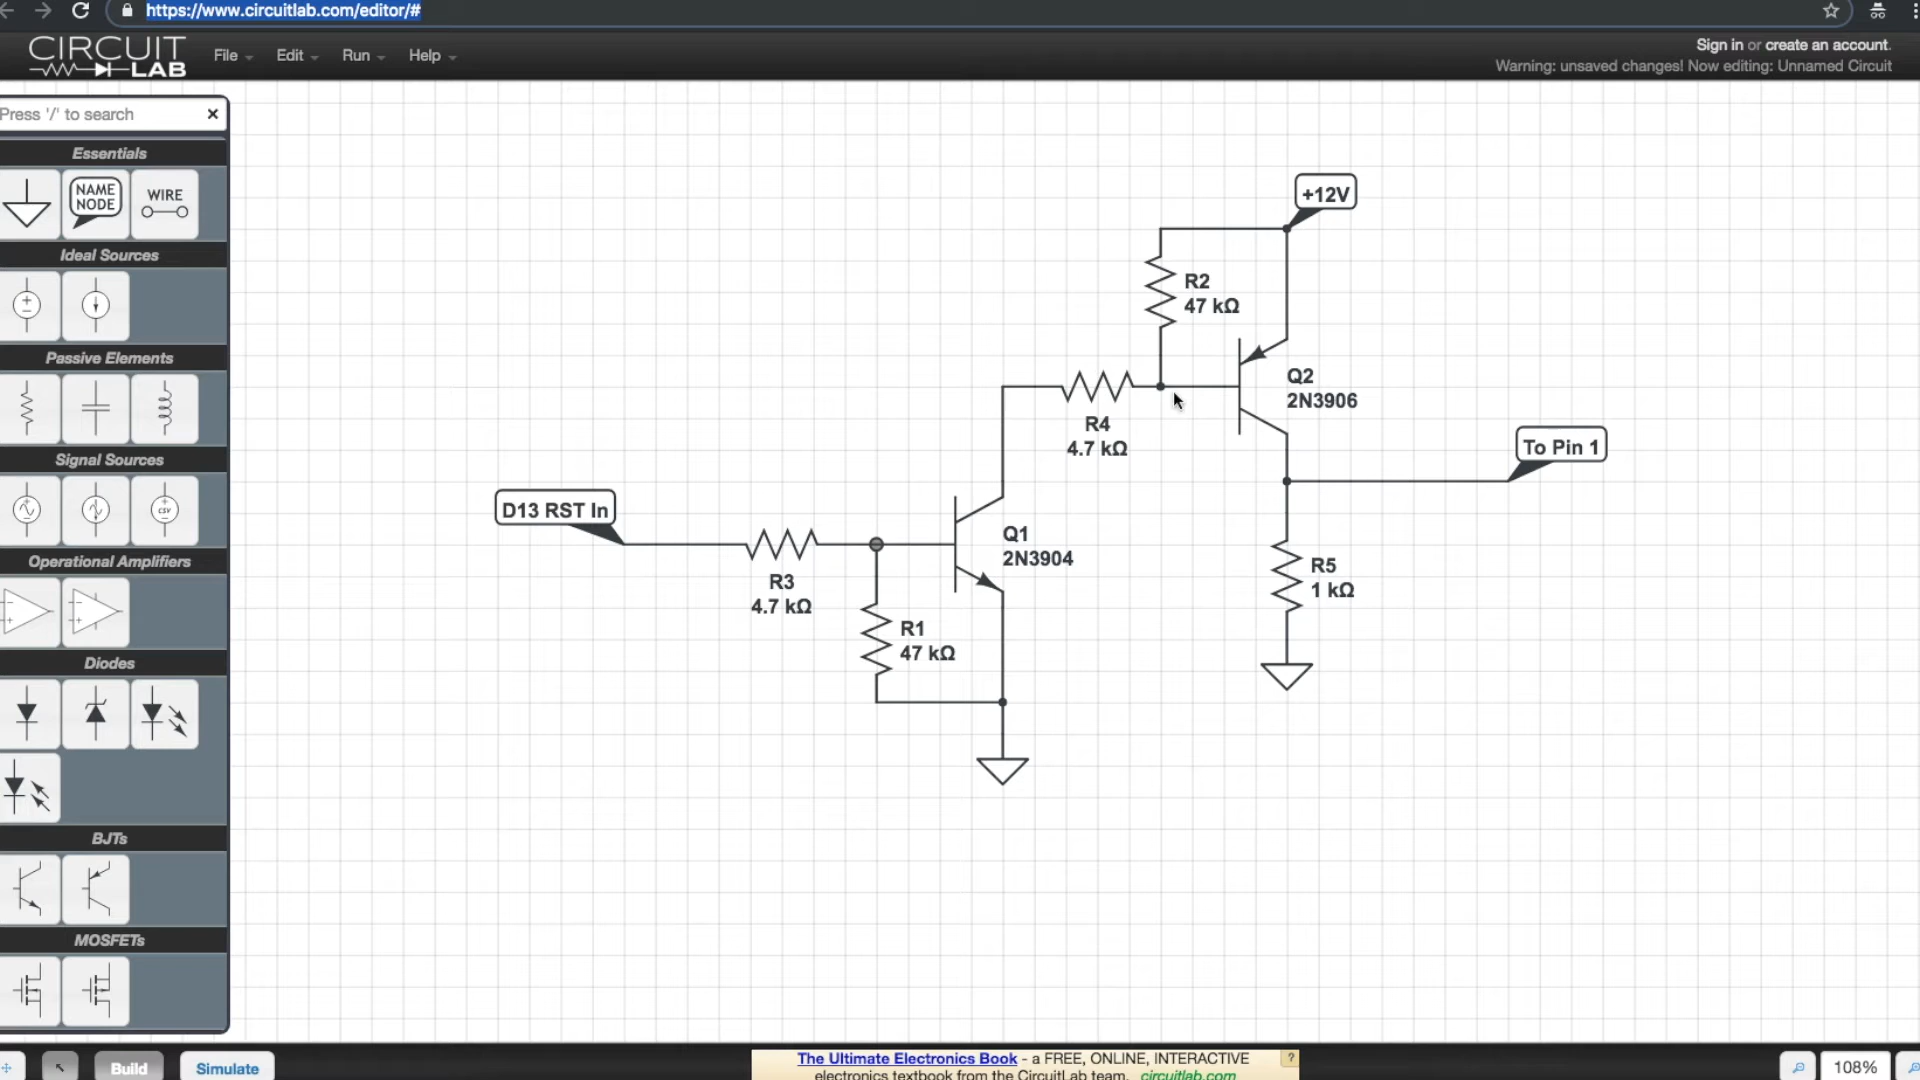 https://www.circuitlab.com/editor/#
CIRCUIT
LAB
File
Edit
Run
Help
Sign in or create an account.
Warning: unsaved changes! Now editing: Unnamed Circuit
Press '/' to search
×
Essentials
NAME
NODE
WIRE
Ideal Sources
Passive Elements
Signal Sources
csv
Operational Amplifiers
Diodes
BJTs
MOSFETs
+12V
R2
47 kΩ
Q2
2N3906
R4
4.7 kΩ
To Pin 1
D13 RST In
Q1
2N3904
R3
4.7 kΩ
R5
1 kΩ
R1
47 kΩ
Build
Simulate
The Ultimate Electronics Book - a FREE, ONLINE, INTERACTIVE
electronics textbook from the CircuitLab team. circuitlab.com
?
108%